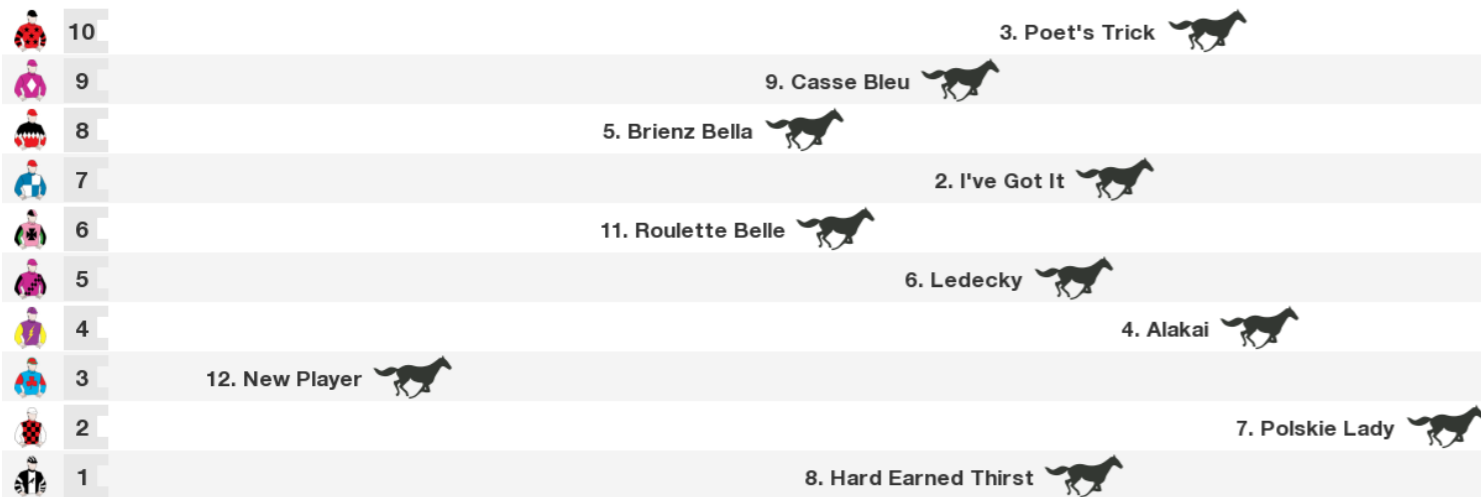 10 3. Poet's Trick
9 9. Casse Bleu
8 5. Brienz Bella
7 2. I've Got It
6 11. Roulette Belle
5 6. Ledecky
4 4. Alakai
3 12. New Player
2 7. Polskie Lady
1 8. Hard Earned Thirst